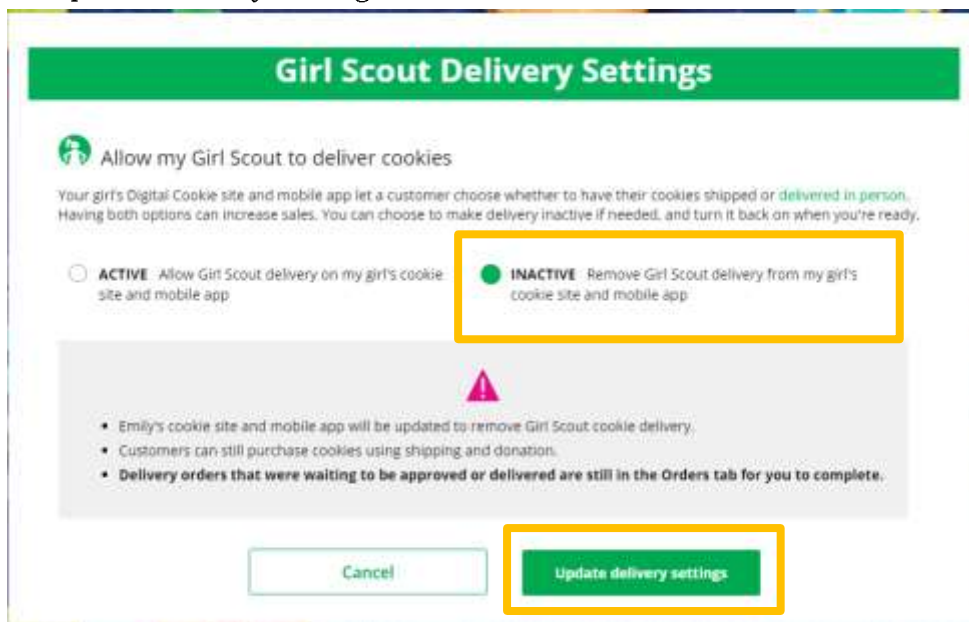 Girl Scout Delivery Settings
Allow my Girl Scout to deliver cookies
Your girl's Digital Cookie site and mobile app let a customer choose whether to have their cookies shipped or delivered in person.
Having both options can increase sales. You can choose to make delivery inactive if needed, and turn it back on when you're ready.
ACTIVE Allow Girl Scout delivery on my girl's cookie
site and mobile app
INACTIVE Remove Girl Scout delivery from my girl's
cookie site and mobile app
• Emily's cookie site and mobile app will be updated to remove Girl Scout cookie delivery.
• Customers can still purchase cookies using shipping and donation.
• Delivery orders that were waiting to be approved or delivered are still in the Orders tab for you to complete.
Cancel
Update delivery settings